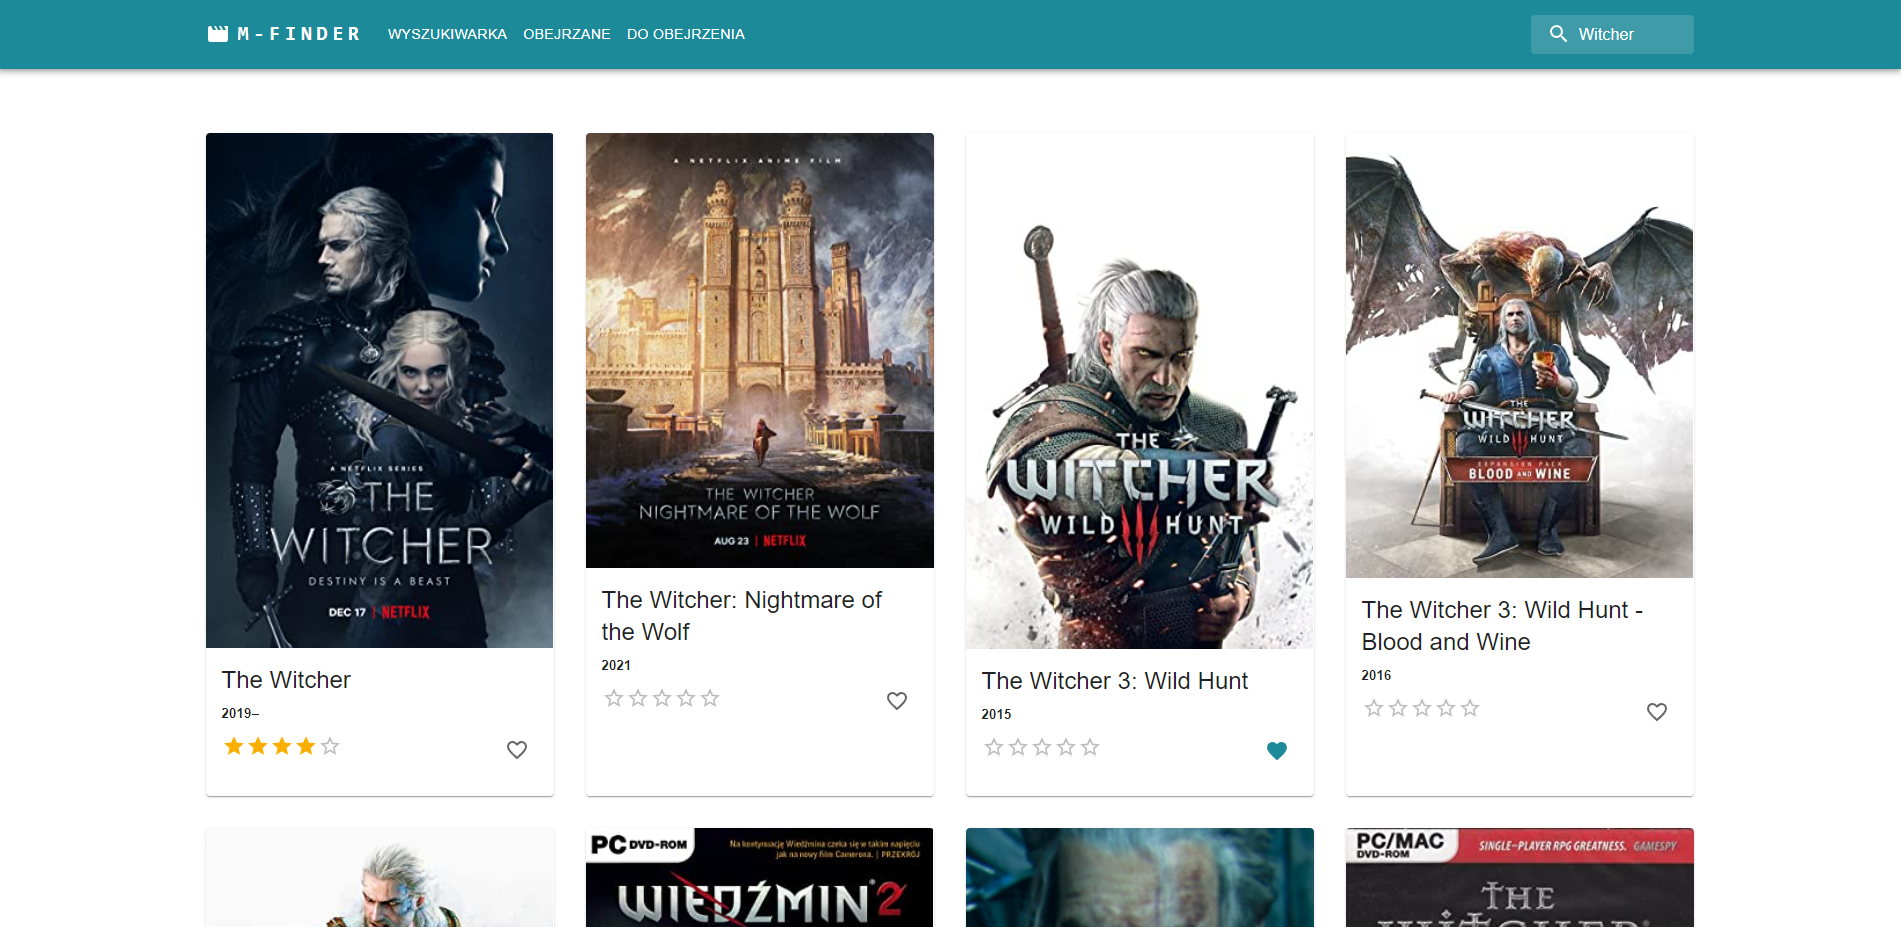 M-FINDER
WYSZUKIWARKA
OBEJRZANE
DO OBEJRZENIA
Witcher
A NETFLIX SERIES
THE
WITCHER
DESTINY IS A BEAST
DEC 17 | NETFLIX
The Witcher
2019–
A NETFLIX ANIME FILM
THE WITCHER
NIGHTMARE OF THE WOLF
AUG 23 | NETFLIX
The Witcher: Nightmare of
the Wolf
2021
THE
WITCHER
WILD HUNT
The Witcher 3: Wild Hunt
2015
THE
WITCHER
WILD HUNT
EXPANSION PACK
BLOOD AND WINE
The Witcher 3: Wild Hunt -
Blood and Wine
2016
PC DVD-ROM
Na kontynuację Wiedźmina czeka się w takim napięciu
jak na nowy film Camerona. | PRZEKRÓJ
WIEDŹMIN 2
PC/MAC
DVD-ROM
SINGLE-PLAYER RPG GREATNESS. GAMESPY
THE
WITCHER